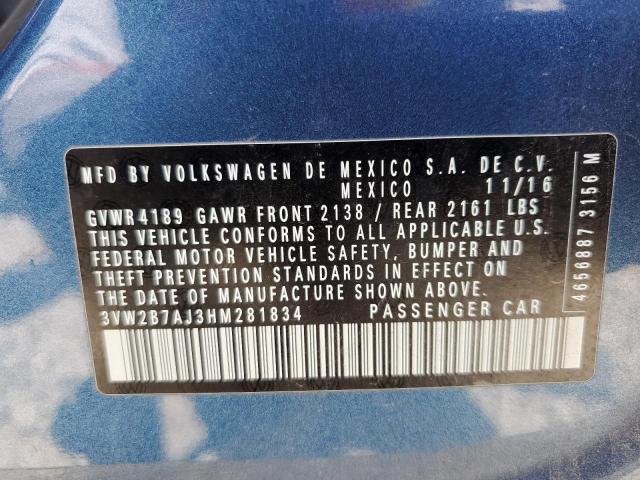 MFD BY VOLKSWAGEN DE MEXICO S.A. DE C.V.
MEXICO 11/16
GVWR 4189 GAWR FRONT 2138 / REAR 2161 LBS
THIS VEHICLE CONFORMS TO ALL APPLICABLE U.S.
FEDERAL MOTOR VEHICLE SAFETY, BUMPER AND
THEFT PREVENTION STANDARDS IN EFFECT ON
THE DATE OF MANUFACTURE SHOWN ABOVE.
3VW2B7AJ3HM281834 PASSENGER CAR
4656887 3156 M